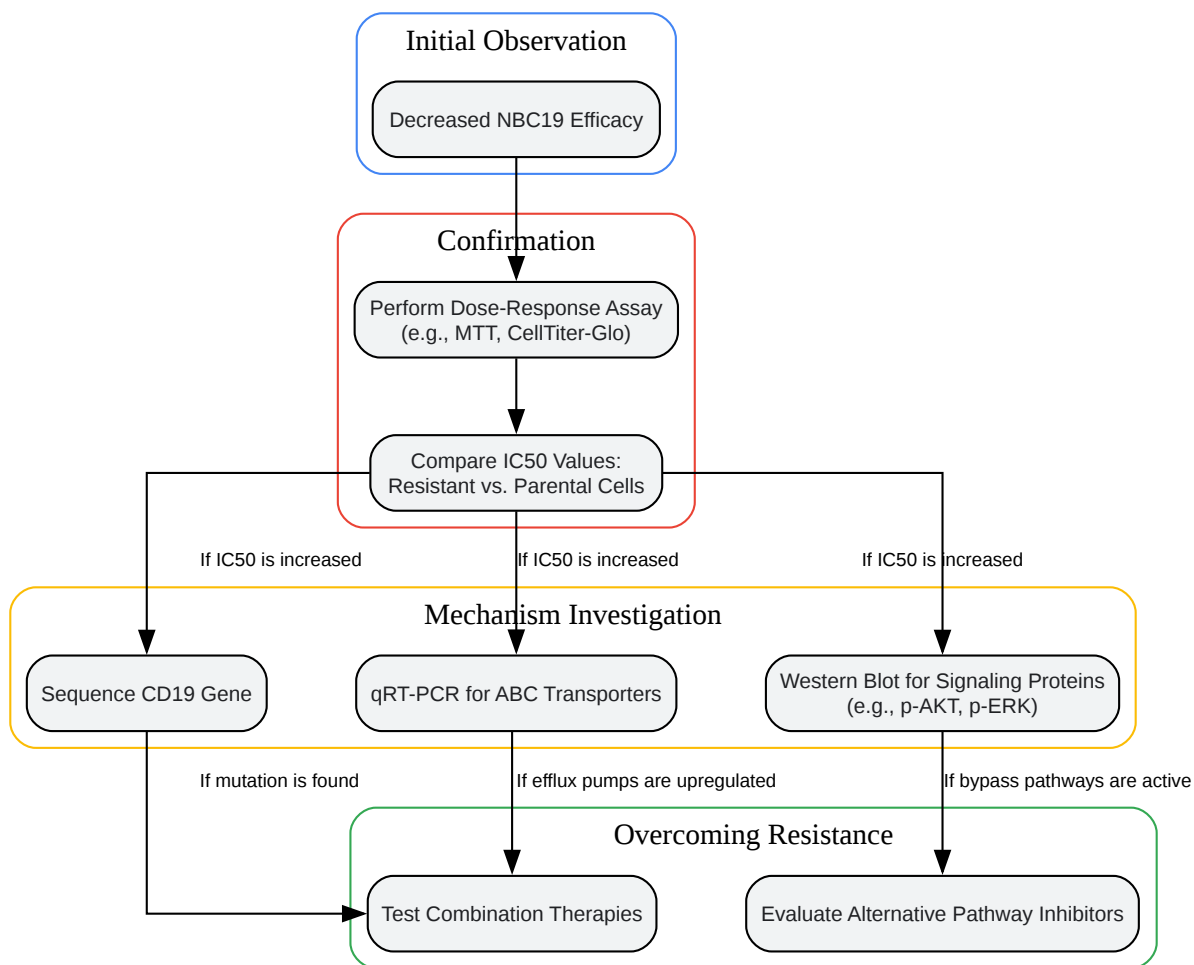 Initial Observation
Decreased NBC19 Efficacy
Confirmation
Perform Dose-Response Assay
(e.g., MTT, CellTiter-Glo)
Compare IC50 Values:
Resistant vs. Parental Cells
If IC50 is increased
If IC50 is increased
If IC50 is increased
Mechanism Investigation
Sequence CD19 Gene
qRT-PCR for ABC Transporters
Western Blot for Signaling Proteins
(e.g., p-AKT, p-ERK)
If mutation is found
If efflux pumps are upregulated
If bypass pathways are active
Overcoming Resistance
Test Combination Therapies
Evaluate Alternative Pathway Inhibitors